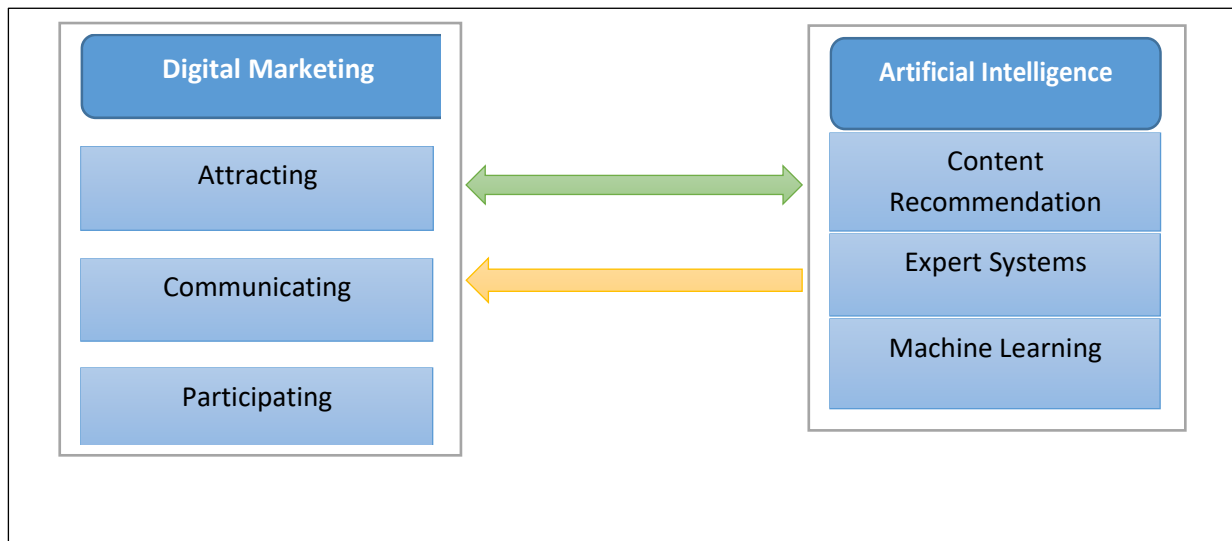 Digital Marketing
Attracting
Communicating
Participating
Artificial Intelligence
Content
Recommendation
Expert Systems
Machine Learning